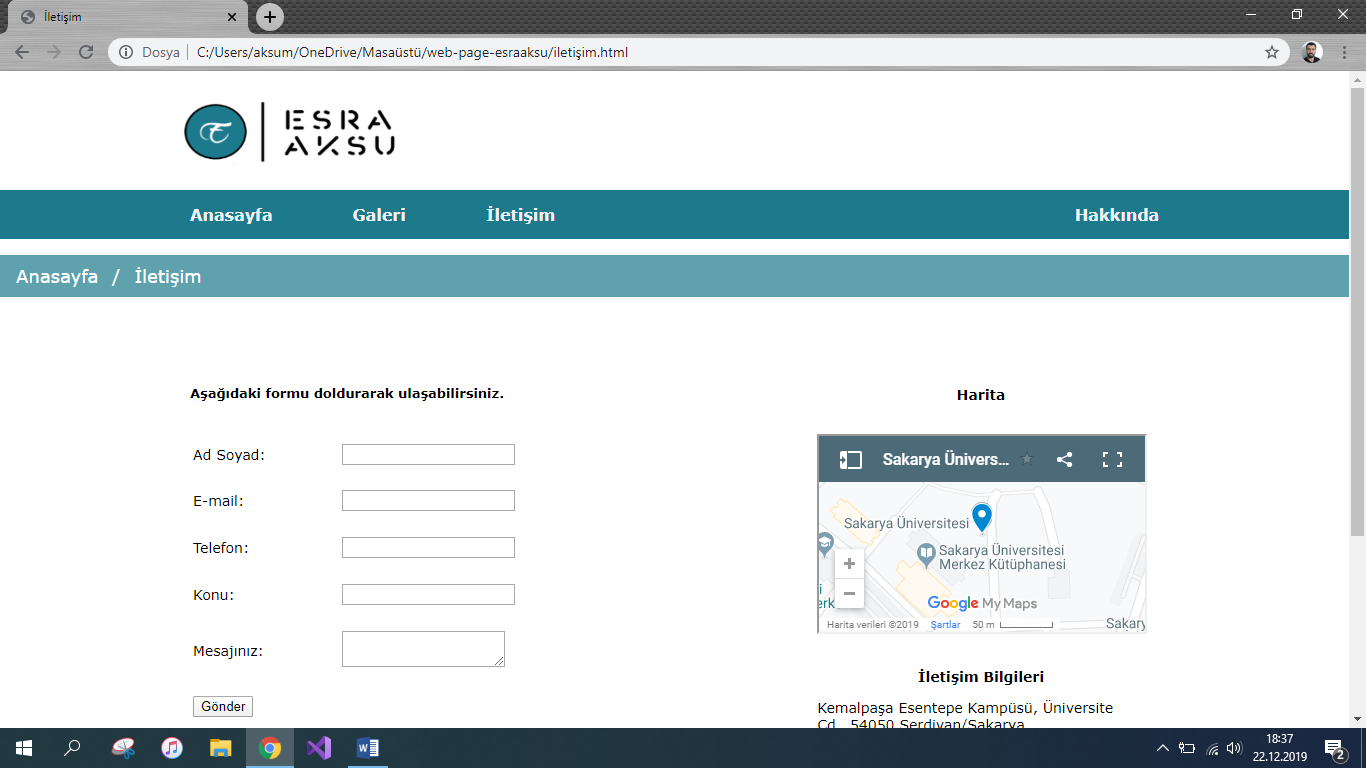 İletişim
Dosya
C:/Users/aksum/OneDrive/Masaüstü/web-page-esraaksu/iletişim.html
E
ESRA
AKSU
Anasayfa Galeri İletişim Hakkında
Anasayfa / İletişim
Aşağıdaki formu doldurarak ulaşabilirsiniz.
Ad Soyad:
E-mail:
Telefon:
Konu:
Mesajınız:
Gönder
Harita
Sakarya Ünivers...
Sakarya Üniversitesi
Sakarya Üniversitesi
Merkez Kütüphanesi
i
erk
Google My Maps
Harita verileri ©2019 Şartlar 50 m
Sakary
İletişim Bilgileri
Kemalpaşa Esentepe Kampüsü, Üniversite
Cd., 54050 Serdivan/Sakarya
18:37
22.12.2019
2